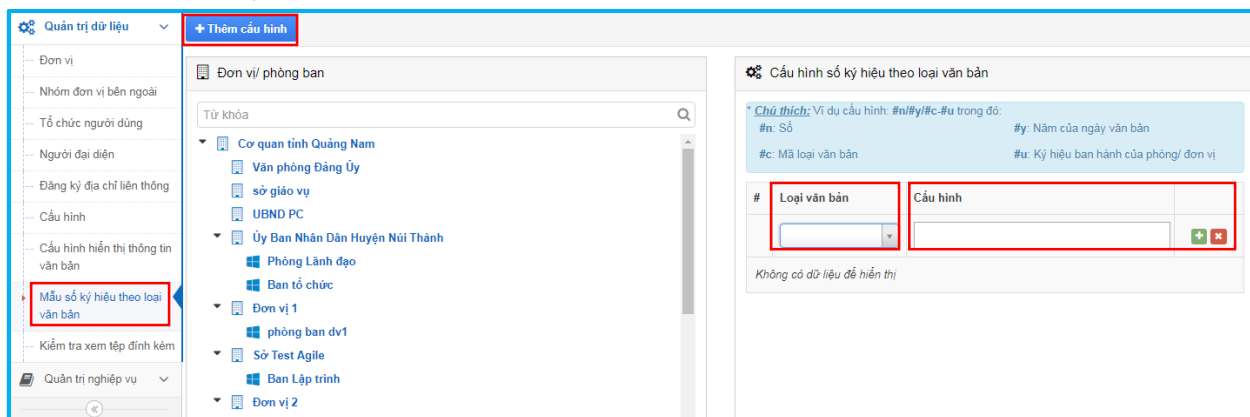 Quản trị dữ liệu
Đơn vị
Nhóm đơn vị bên ngoài
Tổ chức người dùng
Người đại diện
Đăng ký địa chỉ liên thông
Cấu hình
Cấu hình hiển thị thông tin
văn bản
Mẫu số ký hiệu theo loại
văn bản
Kiểm tra xem tệp đính kèm
Quản trị nghiệp vụ
+ Thêm cấu hình
Đơn vị/ phòng ban
Từ khóa
Cơ quan tỉnh Quảng Nam
Văn phòng Đảng Ủy
sở giáo vụ
UBND PC
Ủy Ban Nhân Dân Huyện Núi Thành
Phòng Lãnh đạo
Ban tổ chức
Đơn vị 1
phòng ban dv1
Sở Test Agile
Ban Lập trình
Đơn vị 2
Cấu hình số ký hiệu theo loại văn bản
* Chú thích: Ví dụ cấu hình: #n/#y/#c-#u trong đó:
#n: Số #y: Năm của ngày văn bản
#c: Mã loại văn bản #u: Ký hiệu ban hành của phòng/ đơn vị
# Loại văn bản Cấu hình
Không có dữ liệu để hiển thị